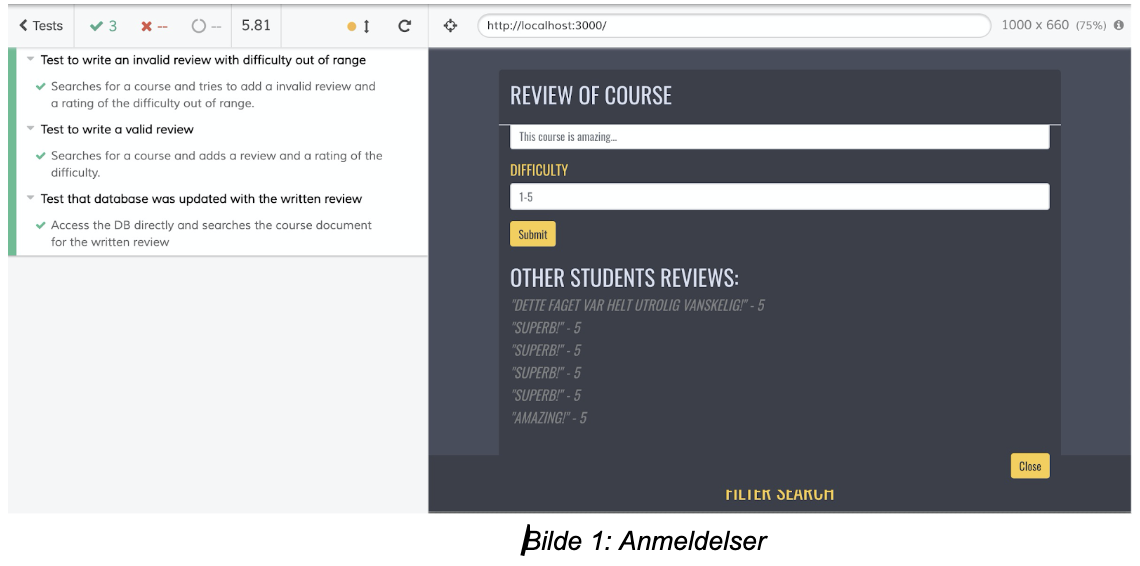 Tests 3 -- -- 5.81 http://localhost:3000/ 1000 x 660 (75%)
Test to write an invalid review with difficulty out of range
Searches for a course and tries to add a invalid review and
a rating of the difficulty out of range.
Test to write a valid review
Searches for a course and adds a review and a rating of the
difficulty.
Test that database was updated with the written review
Access the DB directly and searches the course document
for the written review
REVIEW OF COURSE
This course is amazing...
DIFFICULTY
1-5
Submit
OTHER STUDENTS REVIEWS:
"DETTE FAGET VAR HELT UTROLIG VANSKELIG!" - 5
"SUPERB!" - 5
"SUPERB!" - 5
"SUPERB!" - 5
"SUPERB!" - 5
"AMAZING!" - 5
Close
FILTER SEARCH
Bilde 1: Anmeldelser